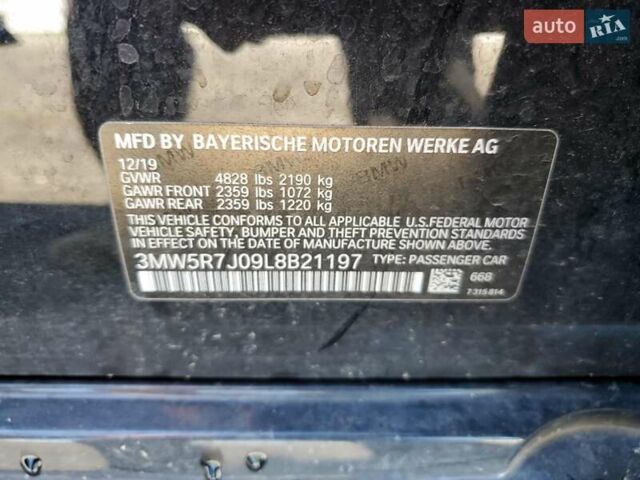 auto RIA.com
MFD BY BAYERISCHE MOTOREN WERKE AG
12/19
GVWR 4828 lbs 2190 kg
GAWR FRONT 2359 lbs 1072 kg
GAWR REAR 2359 lbs 1220 kg
THIS VEHICLE CONFORMS TO ALL APPLICABLE U.S.FEDERAL MOTOR
VEHICLE SAFETY, BUMPER, AND THEFT PREVENTION STANDARDS
IN EFFECT ON THE DATE OF MANUFACTURE SHOWN ABOVE.
3MW5R7J09L8B21197 TYPE: PASSENGER CAR
668
7315814